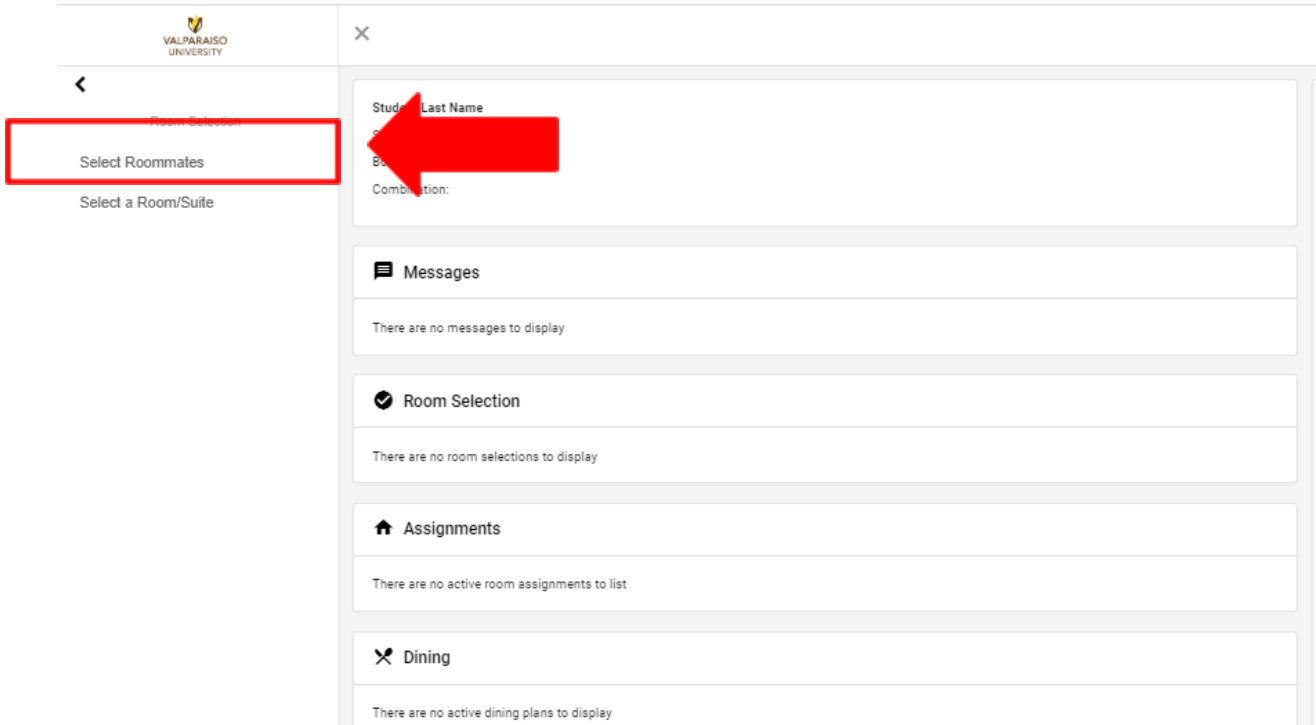 VALPARAISO
UNIVERSITY
Room Selection
Select Roommates
Select a Room/Suite
Last Name
Combination:
Messages
There are no messages to display
Room Selection
There are no room selections to display
Assignments
There are no active room assignments to list
Dining
There are no active dining plans to display